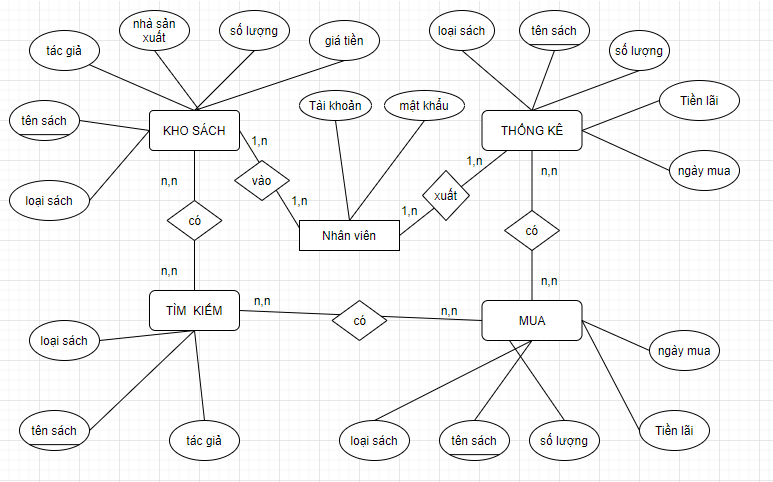 nhà sản
xuất
số lượng
tác giả
giá tiền
loại sách
tên sách
số lượng
Tiền lãi
Tài khoản
mật khẩu
tên sách
KHO SÁCH
THỐNG KÊ
1,n
1,n
n,n
vào
n,n
ngày mua
loại sách
1,n
xuất
1,n
có
Nhân viên
có
n,n
n,n
n,n
n,n
TÌM KIẾM
có
MUA
loại sách
ngày mua
tên sách
tác giả
loại sách
tên sách
số lượng
Tiền lãi